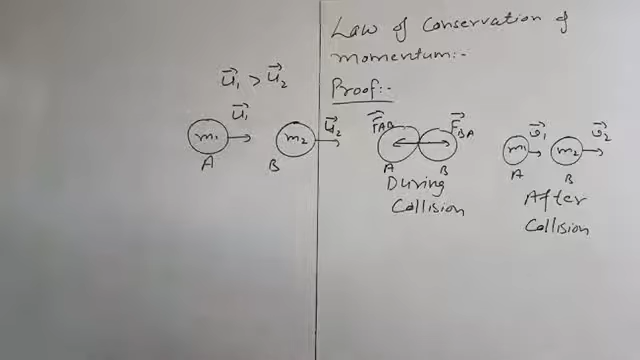 Law of Conservation of
momentum:-
Proof:-
u⃗₁ > u⃗₂
u⃗₁
m₁
A
u⃗₂
m₂
B
F⃗AB
F⃗BA
A
B
During
Collision
v⃗₁
m₁
A
v⃗₂
m₂
B
After
Collision